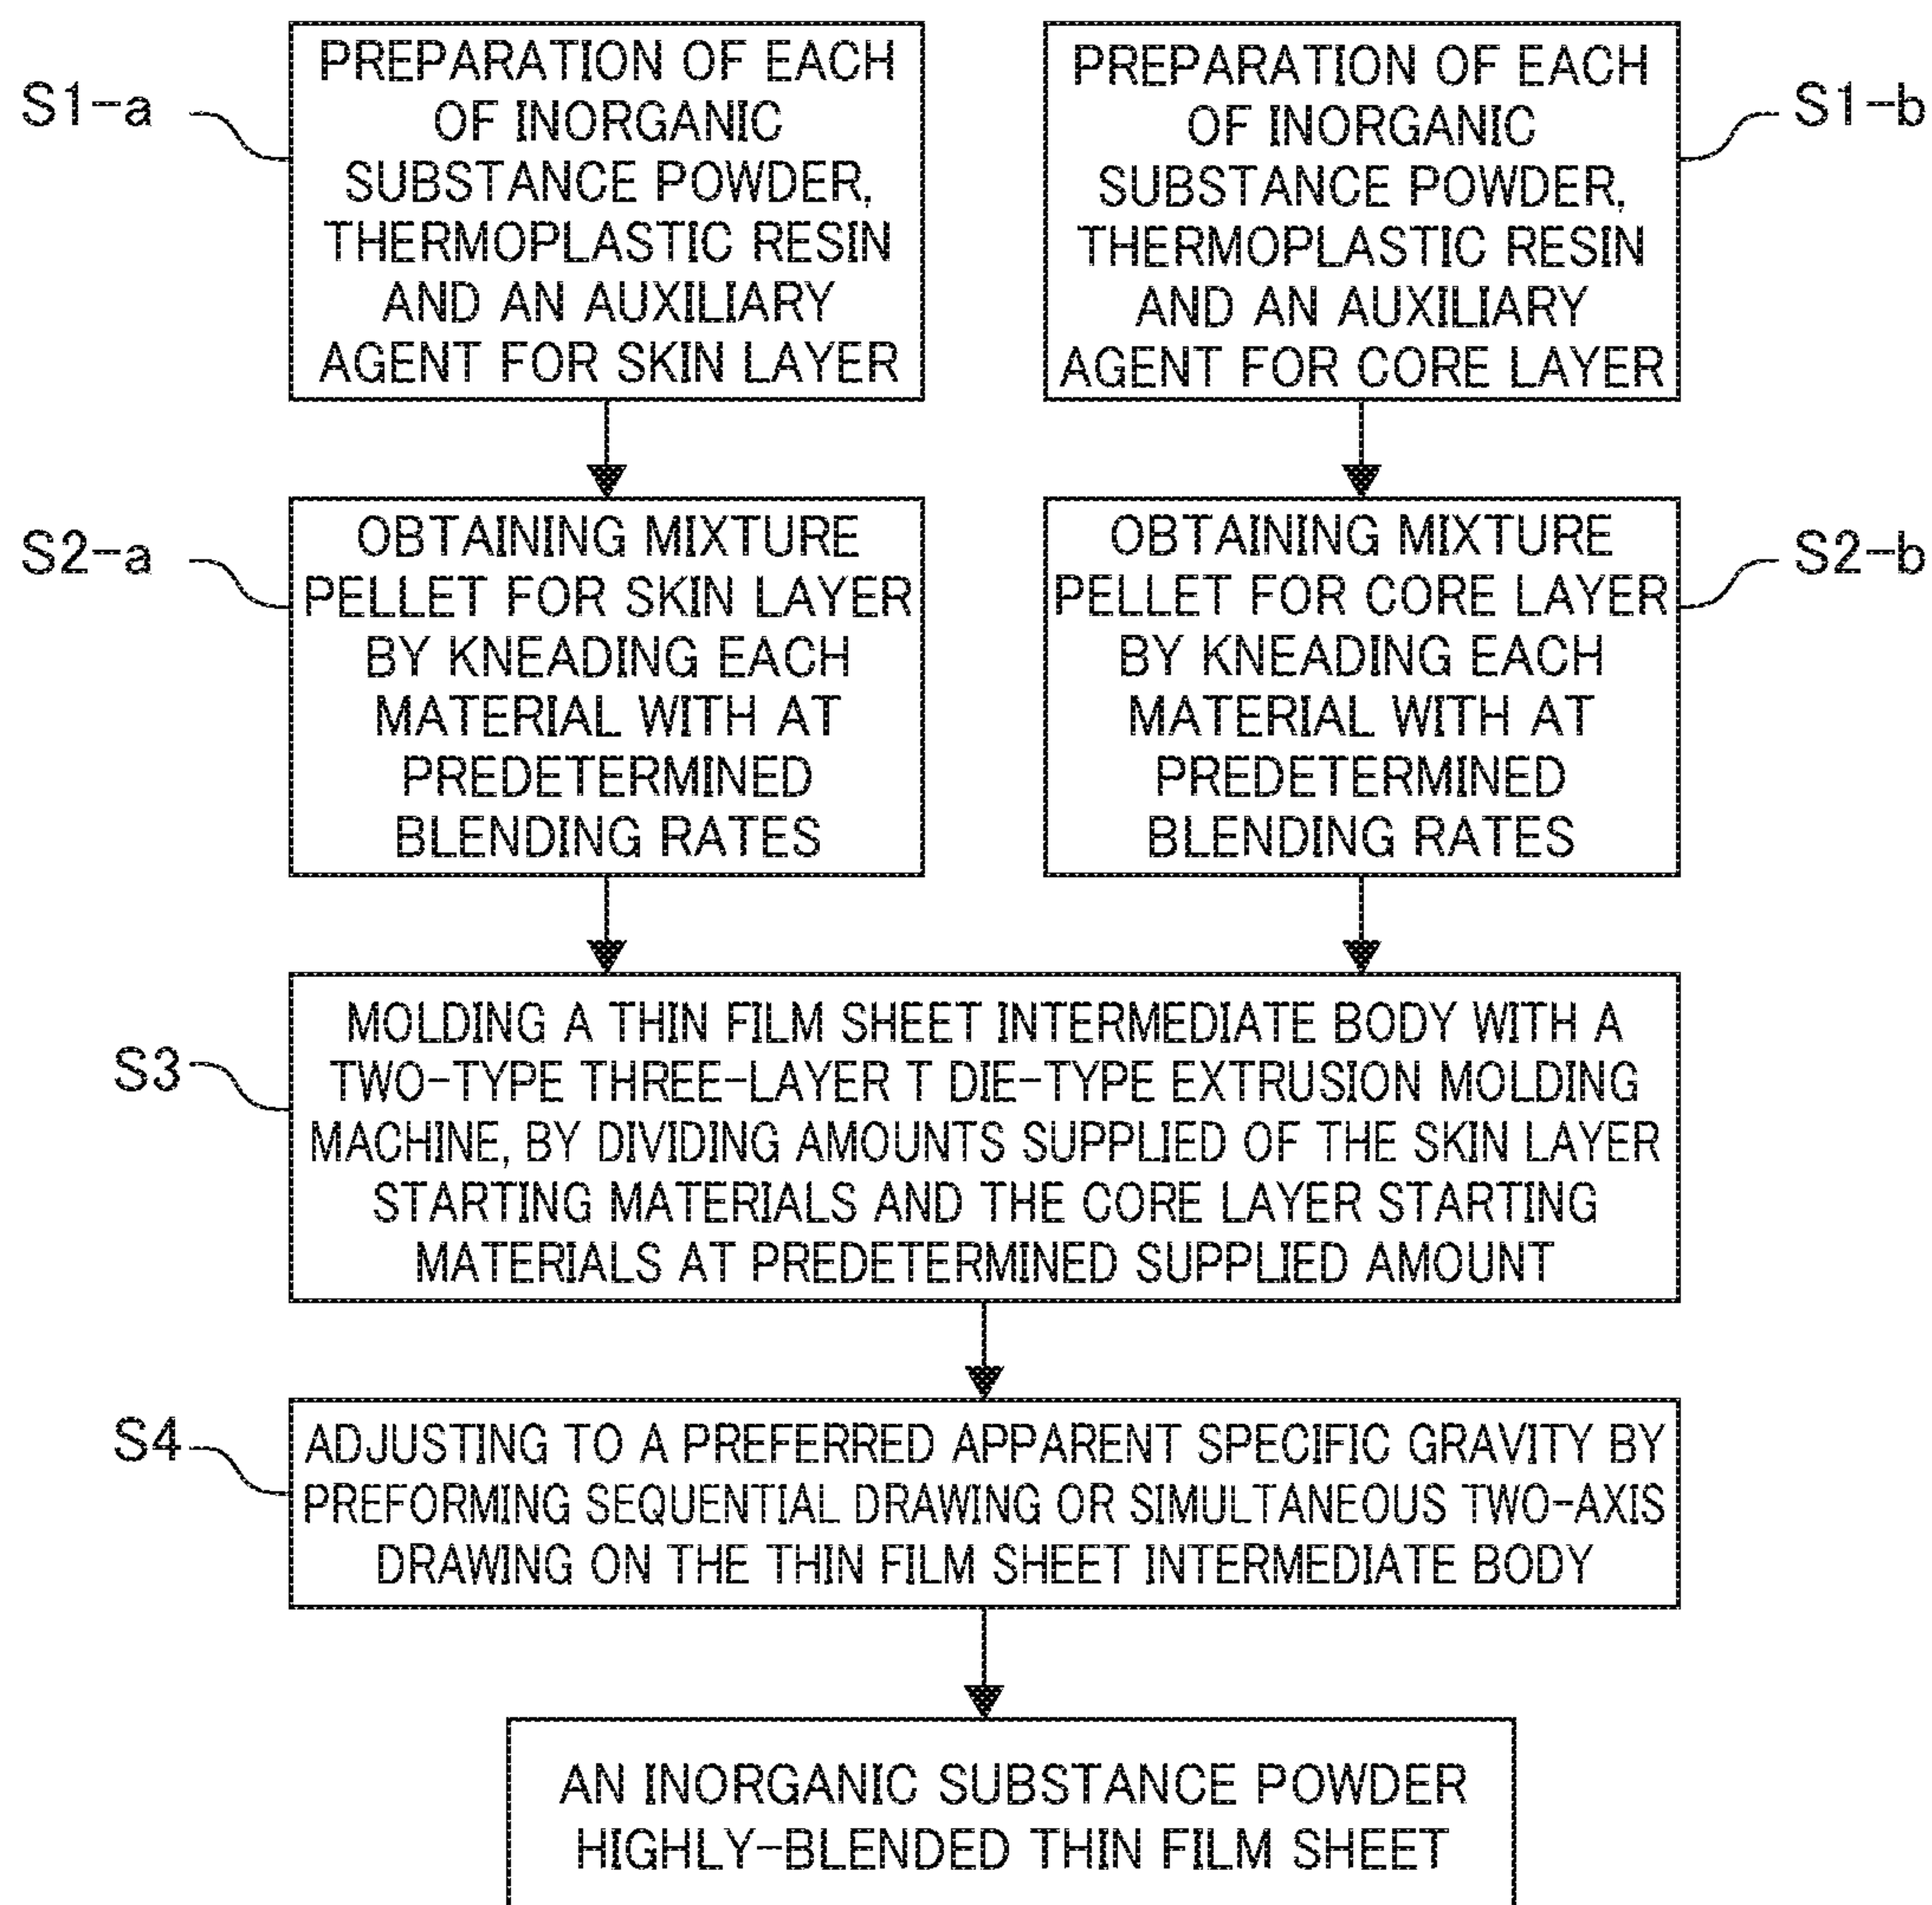 S1-a
PREPARATION OF EACH
OF INORGANIC
SUBSTANCE POWDER,
THERMOPLASTIC RESIN
AND AN AUXILIARY
AGENT FOR SKIN LAYER
PREPARATION OF EACH
OF INORGANIC
SUBSTANCE POWDER,
THERMOPLASTIC RESIN
AND AN AUXILIARY
AGENT FOR CORE LAYER
S1-b
S2-a
OBTAINING MIXTURE
PELLET FOR SKIN LAYER
BY KNEADING EACH
MATERIAL WITH AT
PREDETERMINED
BLENDING RATES
OBTAINING MIXTURE
PELLET FOR CORE LAYER
BY KNEADING EACH
MATERIAL WITH AT
PREDETERMINED
BLENDING RATES
S2-b
S3
MOLDING A THIN FILM SHEET INTERMEDIATE BODY WITH A
TWO-TYPE THREE-LAYER T DIE-TYPE EXTRUSION MOLDING
MACHINE, BY DIVIDING AMOUNTS SUPPLIED OF THE SKIN LAYER
STARTING MATERIALS AND THE CORE LAYER STARTING
MATERIALS AT PREDETERMINED SUPPLIED AMOUNT
S4
ADJUSTING TO A PREFERRED APPARENT SPECIFIC GRAVITY BY
PREFORMING SEQUENTIAL DRAWING OR SIMULTANEOUS TWO-AXIS
DRAWING ON THE THIN FILM SHEET INTERMEDIATE BODY
AN INORGANIC SUBSTANCE POWDER
HIGHLY-BLENDED THIN FILM SHEET